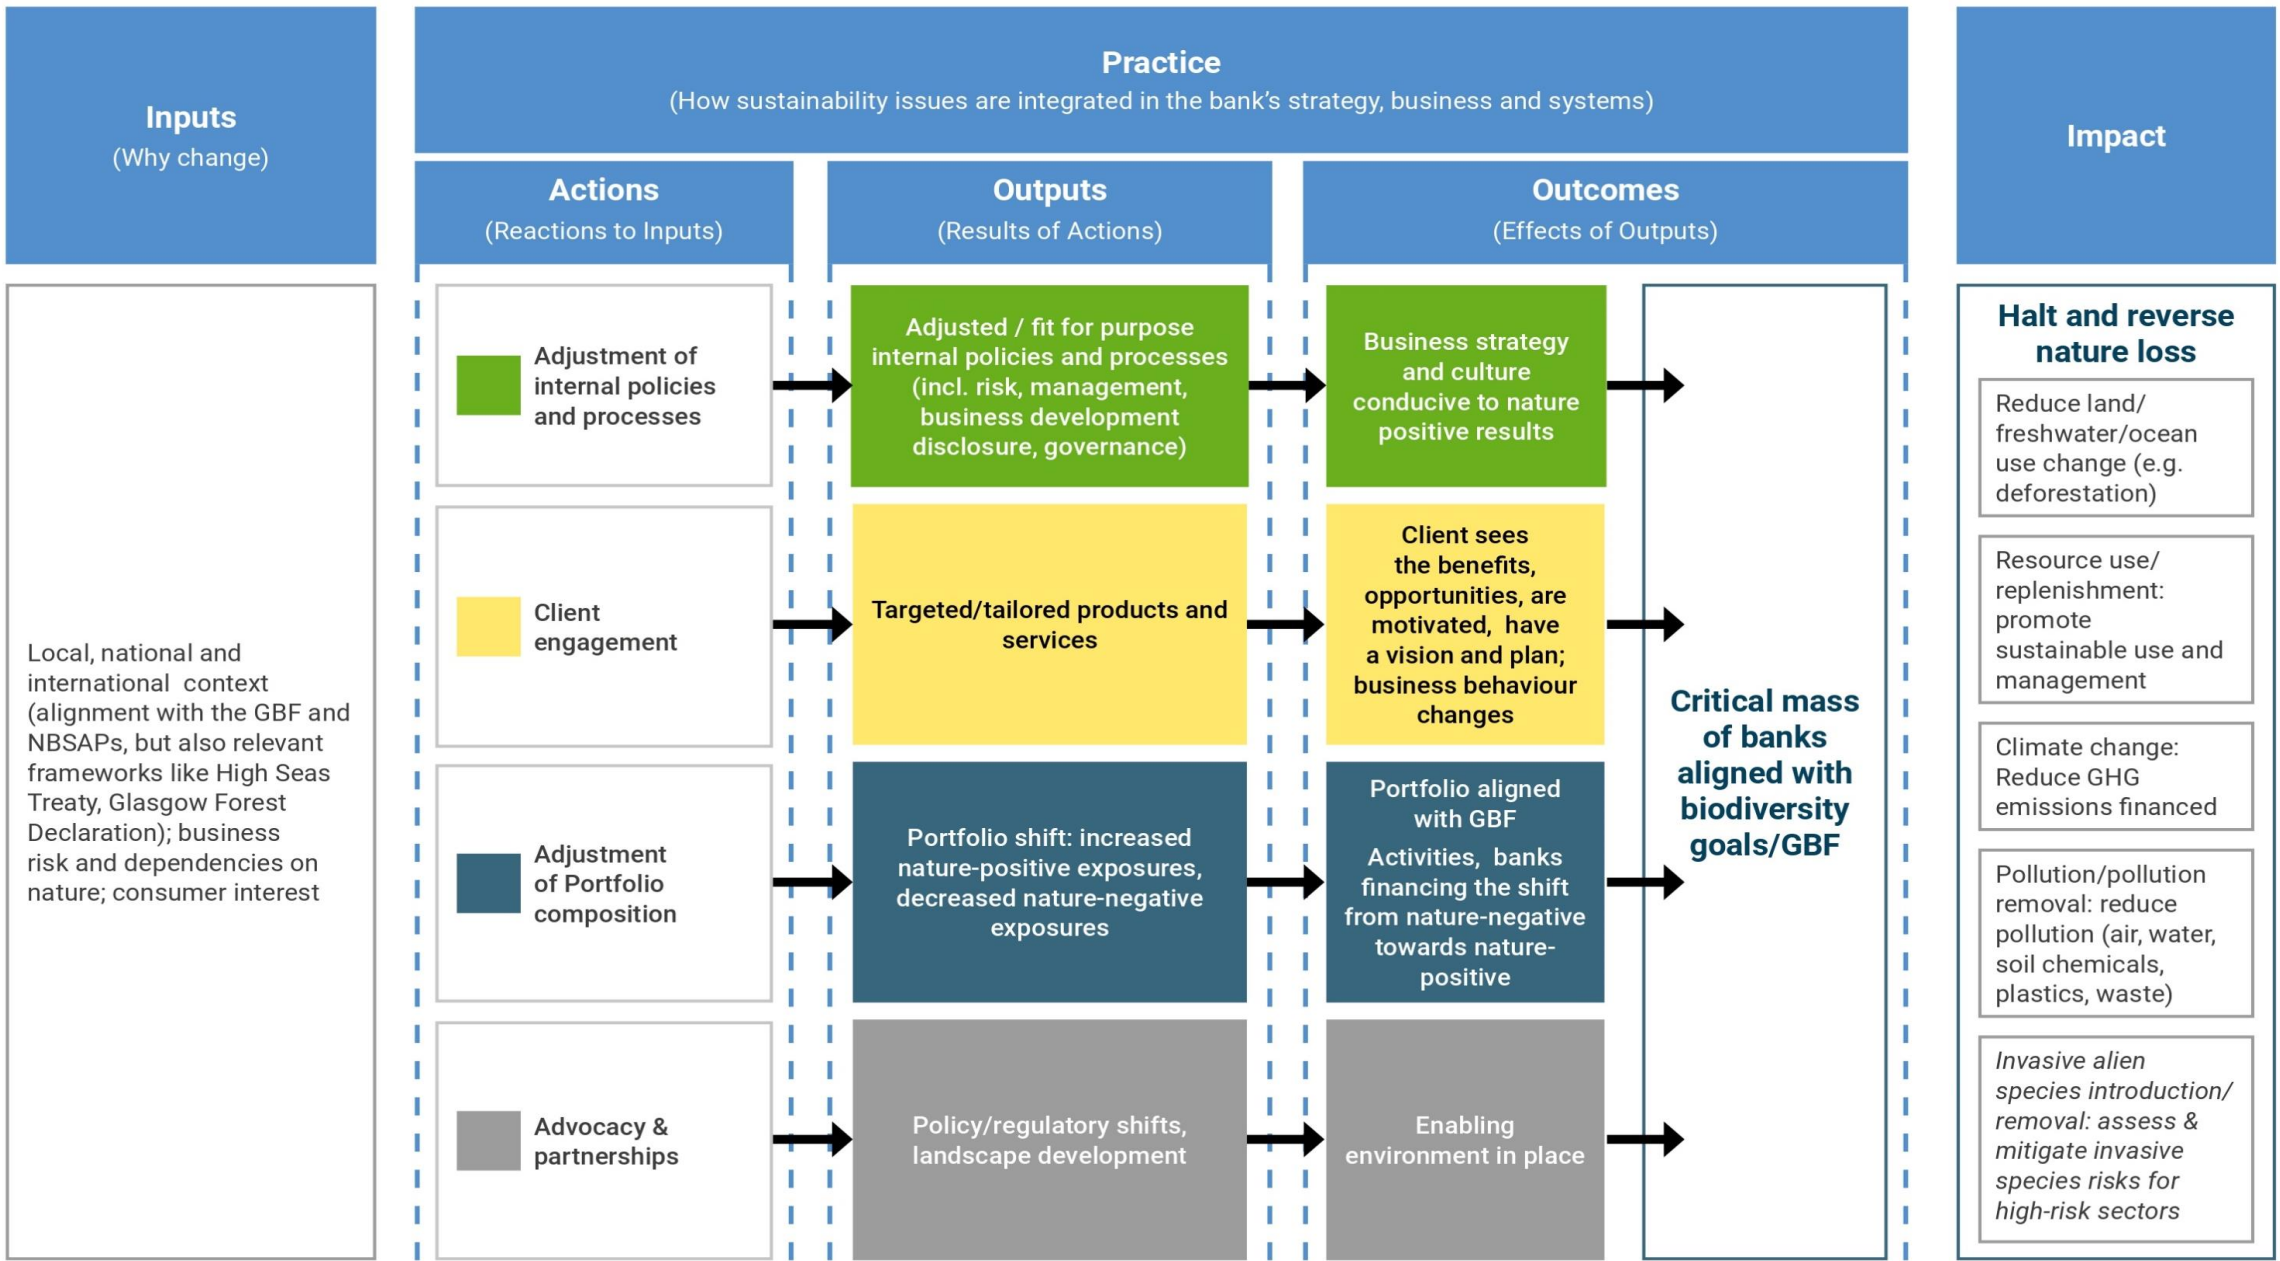 Inputs
(Why change)
Practice
(How sustainability issues are integrated in the bank’s strategy, business and systems)
Impact
Actions
(Reactions to Inputs)
Outputs
(Results of Actions)
Outcomes
(Effects of Outputs)
Local, national and
international context
(alignment with the GBF and
NBSAPs, but also relevant
frameworks like High Seas
Treaty, Glasgow Forest
Declaration); business
risk and dependencies on
nature; consumer interest
Adjustment of
internal policies
and processes
Adjusted / fit for purpose
internal policies and processes
(incl. risk, management,
business development
disclosure, governance)
Business strategy
and culture
conducive to nature
positive results
Client
engagement
Targeted/tailored products and
services
Client sees
the benefits,
opportunities, are
motivated, have
a vision and plan;
business behaviour
changes
Adjustment
of Portfolio
composition
Portfolio shift: increased
nature-positive exposures,
decreased nature-negative
exposures
Portfolio aligned
with GBF
Activities, banks
financing the shift
from nature-negative
towards nature-
positive
Advocacy &
partnerships
Policy/regulatory shifts,
landscape development
Enabling
environment in place
Critical mass
of banks
aligned with
biodiversity
goals/GBF
Halt and reverse
nature loss
Reduce land/
freshwater/ocean
use change (e.g.
deforestation)
Resource use/
replenishment:
promote
sustainable use and
management
Climate change:
Reduce GHG
emissions financed
Pollution/pollution
removal: reduce
pollution (air, water,
soil chemicals,
plastics, waste)
Invasive alien
species introduction/
removal: assess &
mitigate invasive
species risks for
high-risk sectors